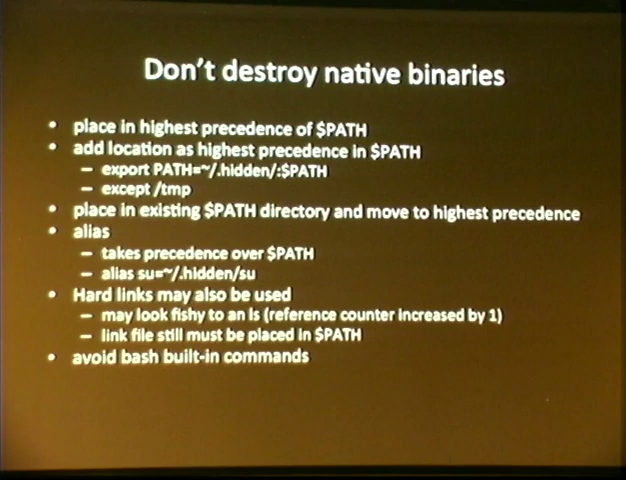 Don't destroy native binaries
• place in highest precedence of $PATH
• add location as highest precedence in $PATH
– export PATH=~/.hidden/:$PATH
– except /tmp
• place in existing $PATH directory and move to highest precedence
• alias
– takes precedence over $PATH
– alias su=~/.hidden/su
• Hard links may also be used
– may look fishy to an ls (reference counter increased by 1)
– link file still must be placed in $PATH
• avoid bash built-in commands